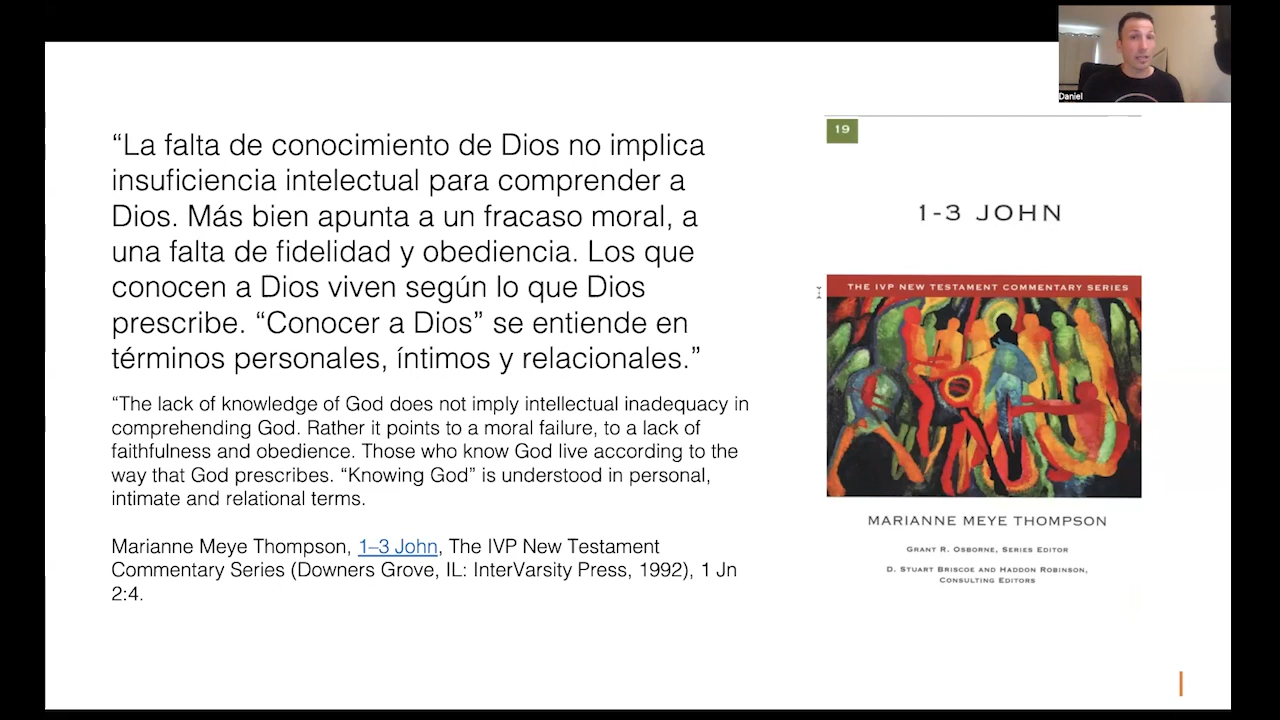 “La falta de conocimiento de Dios no implica
insuficiencia intelectual para comprender a
Dios. Más bien apunta a un fracaso moral, a
una falta de fidelidad y obediencia. Los que
conocen a Dios viven según lo que Dios
prescribe. “Conocer a Dios” se entiende en
términos personales, íntimos y relacionales.”
“The lack of knowledge of God does not imply intellectual inadequacy in
comprehending God. Rather it points to a moral failure, to a lack of
faithfulness and obedience. Those who know God live according to the
way that God prescribes. “Knowing God” is understood in personal,
intimate and relational terms.
Marianne Meye Thompson, 1–3 John, The IVP New Testament
Commentary Series (Downers Grove, IL: InterVarsity Press, 1992), 1 Jn
2:4.
Daniel
19
1-3 JOHN
THE IVP NEW TESTAMENT COMMENTARY SERIES
MARIANNE MEYE THOMPSON
GRANT R. OSBORNE, SERIES EDITOR
D. STUART BRISCOE AND HADDON ROBINSON,
CONSULTING EDITORS